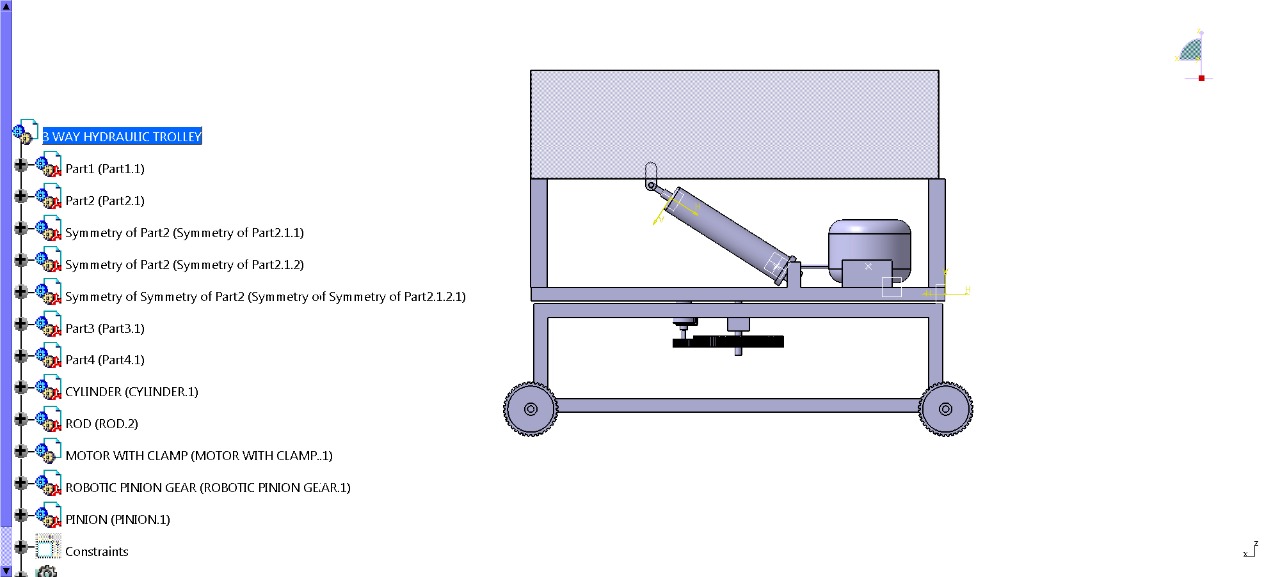 3 WAY HYDRAULIC TROLLEY
Part1 (Part1.1)
Part2 (Part2.1)
Symmetry of Part2 (Symmetry of Part2.1.1)
Symmetry of Part2 (Symmetry of Part2.1.2)
Symmetry of Symmetry of Part2 (Symmetry of Symmetry of Part2.1.2.1)
Part3 (Part3.1)
Part4 (Part4.1)
CYLINDER (CYLINDER.1)
ROD (ROD.2)
MOTOR WITH CLAMP (MOTOR WITH CLAMP..1)
ROBOTIC PINION GEAR (ROBOTIC PINION GEAR.1)
PINION (PINION.1)
Constraints
z
x